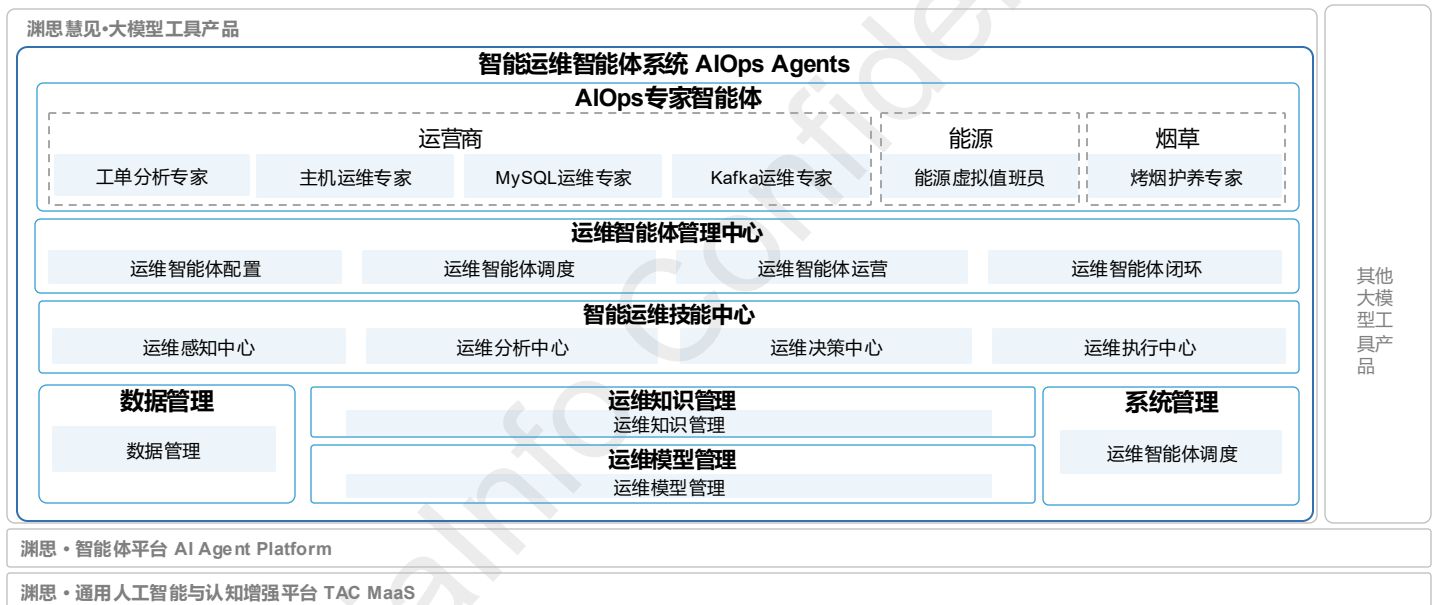 渊思慧见•大模型工具产品
智能运维智能体系统 AIOps Agents
AIOps专家智能体
运营商
能源
烟草
工单分析专家
主机运维专家
MySQL运维专家
Kafka运维专家
能源虚拟值班员
烤烟护养专家
运维智能体管理中心
运维智能体配置
运维智能体调度
运维智能体运营
运维智能体闭环
智能运维技能中心
运维感知中心
运维分析中心
运维决策中心
运维执行中心
数据管理
数据管理
运维知识管理
运维知识管理
运维模型管理
运维模型管理
系统管理
运维智能体调度
其他
大模
型工
具产
品
渊思 • 智能体平台 AI Agent Platform
渊思 • 通用人工智能与认知增强平台 TAC MaaS